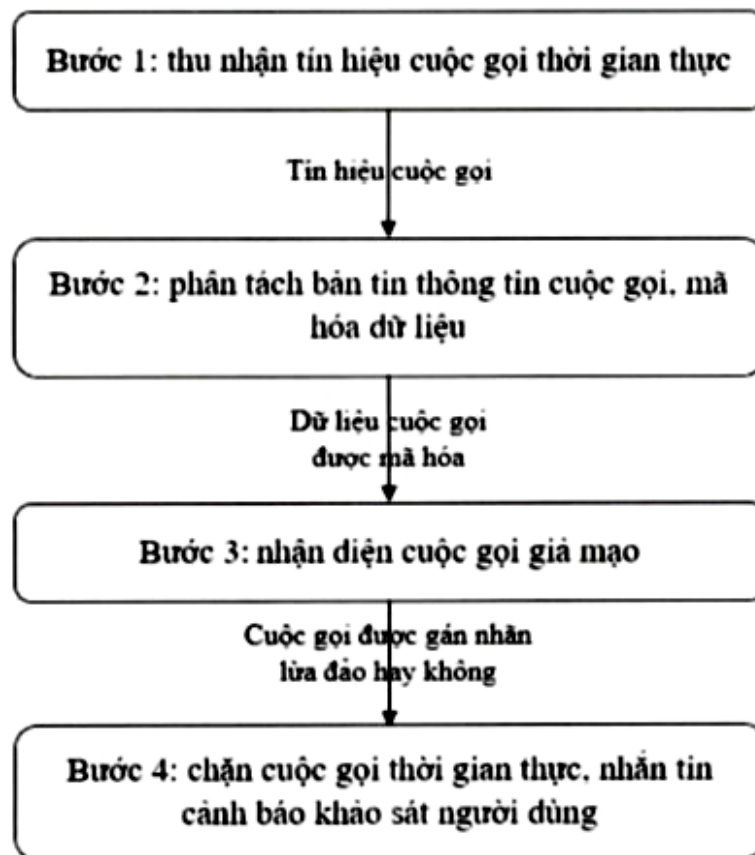 Bước 1: thu nhận tín hiệu cuộc gọi thời gian thực
Tín hiệu cuộc gọi
Bước 2: phân tách bản tin thông tin cuộc gọi, mã
hóa dữ liệu
Dữ liệu cuộc gọi
được mã hóa
Bước 3: nhận diện cuộc gọi giả mạo
Cuộc gọi được gán nhãn
lừa đảo hay không
Bước 4: chặn cuộc gọi thời gian thực, nhắn tin
cảnh báo khảo sát người dùng